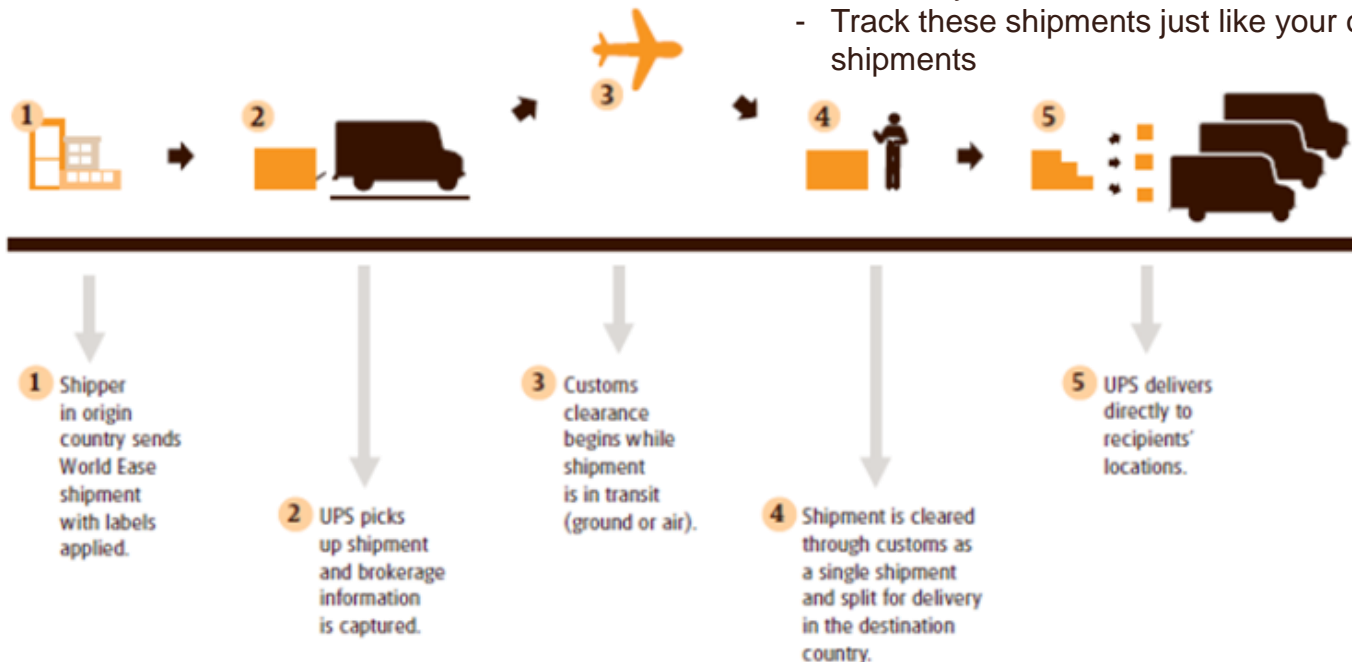 - Track these shipments just like your
shipments
1
2
3
4
5
1 Shipper
in origin
country sends
World Ease
shipment
with labels
applied.
2 UPS picks
up shipment
and brokerage
information
is captured.
3 Customs
clearance
begins while
shipment
is in transit
(ground or air).
4 Shipment is cleared
through customs as
a single shipment
and split for delivery
in the destination
country.
5 UPS delivers
directly to
recipients'
locations.